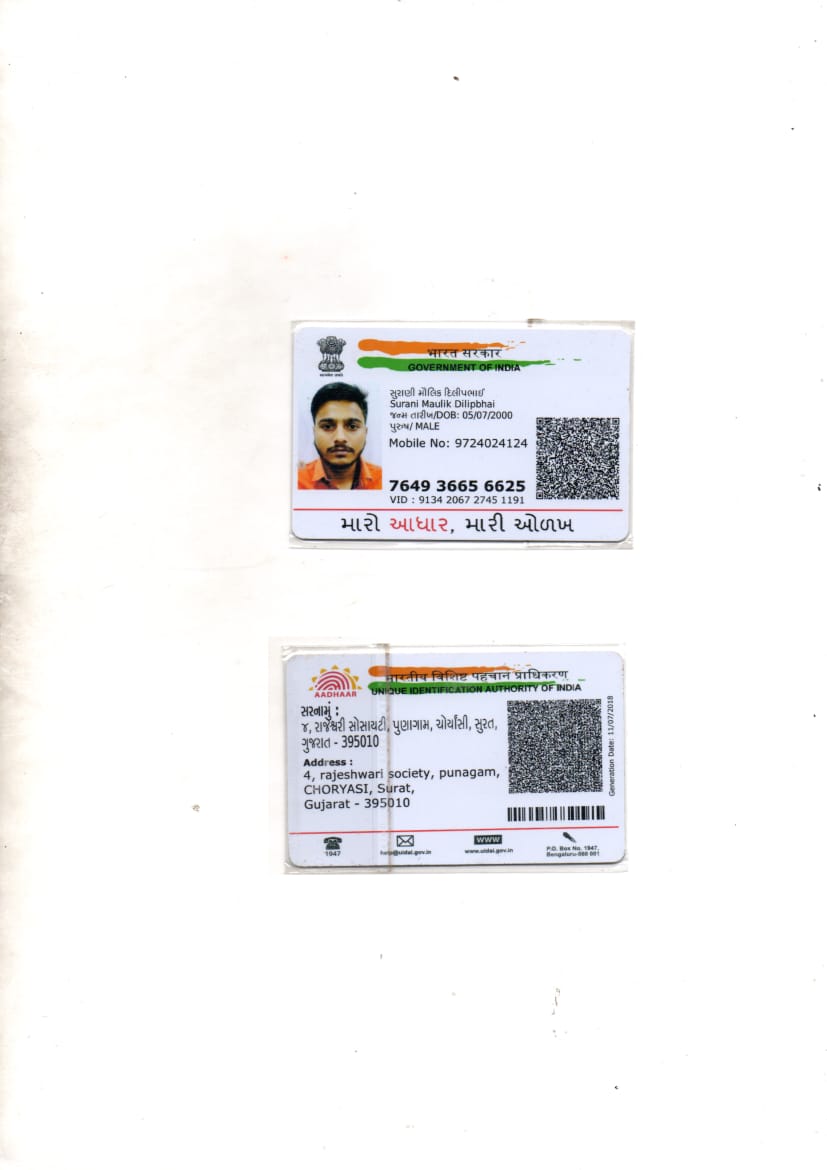 सत्यमेव जयते
भारत सरकार
GOVERNMENT OF INDIA
સુરાણી મૌલિક દિલીપભાઈ
Surani Maulik Dilipbhai
જન્મ તારીખ/DOB: 05/07/2000
પુરુષ/ MALE
Mobile No: 9724024124
7649 3665 6625
VID : 9134 2067 2745 1191
મારો આધાર, મારી ઓળખ
AADHAAR
भारतीय विशिष्ट पहचान प्राधिकरण
UNIQUE IDENTIFICATION AUTHORITY OF INDIA
સરનામું :
૪, રાજેશ્વરી સોસાયટી, પુણાગામ, ચોર્યાસી, સુરત,
ગુજરાત - 395010
Address :
4, rajeshwari society, punagam,
CHORYASI, Surat,
Gujarat - 395010
Generation Date: 11/07/2018
1947
help@uidai.gov.in
WWW
www.uidai.gov.in
P.O. Box No. 1947,
Bengaluru-560 001